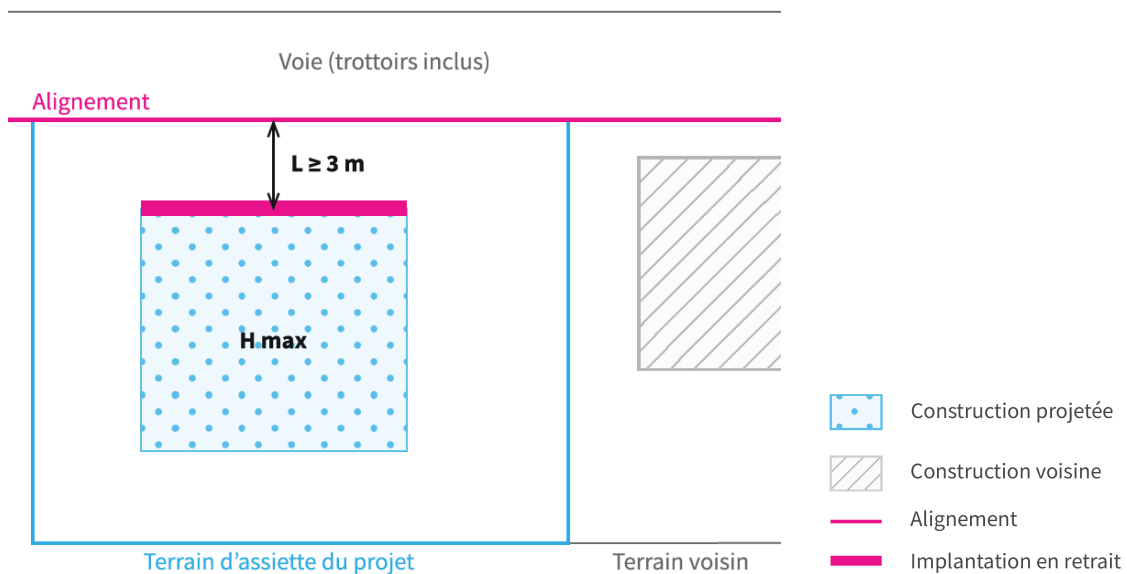 Voie (trottoirs inclus)
Alignement
L ≥ 3 m
H max
Terrain d’assiette du projet
Terrain voisin
Construction projetée
Construction voisine
Alignement
Implantation en retrait